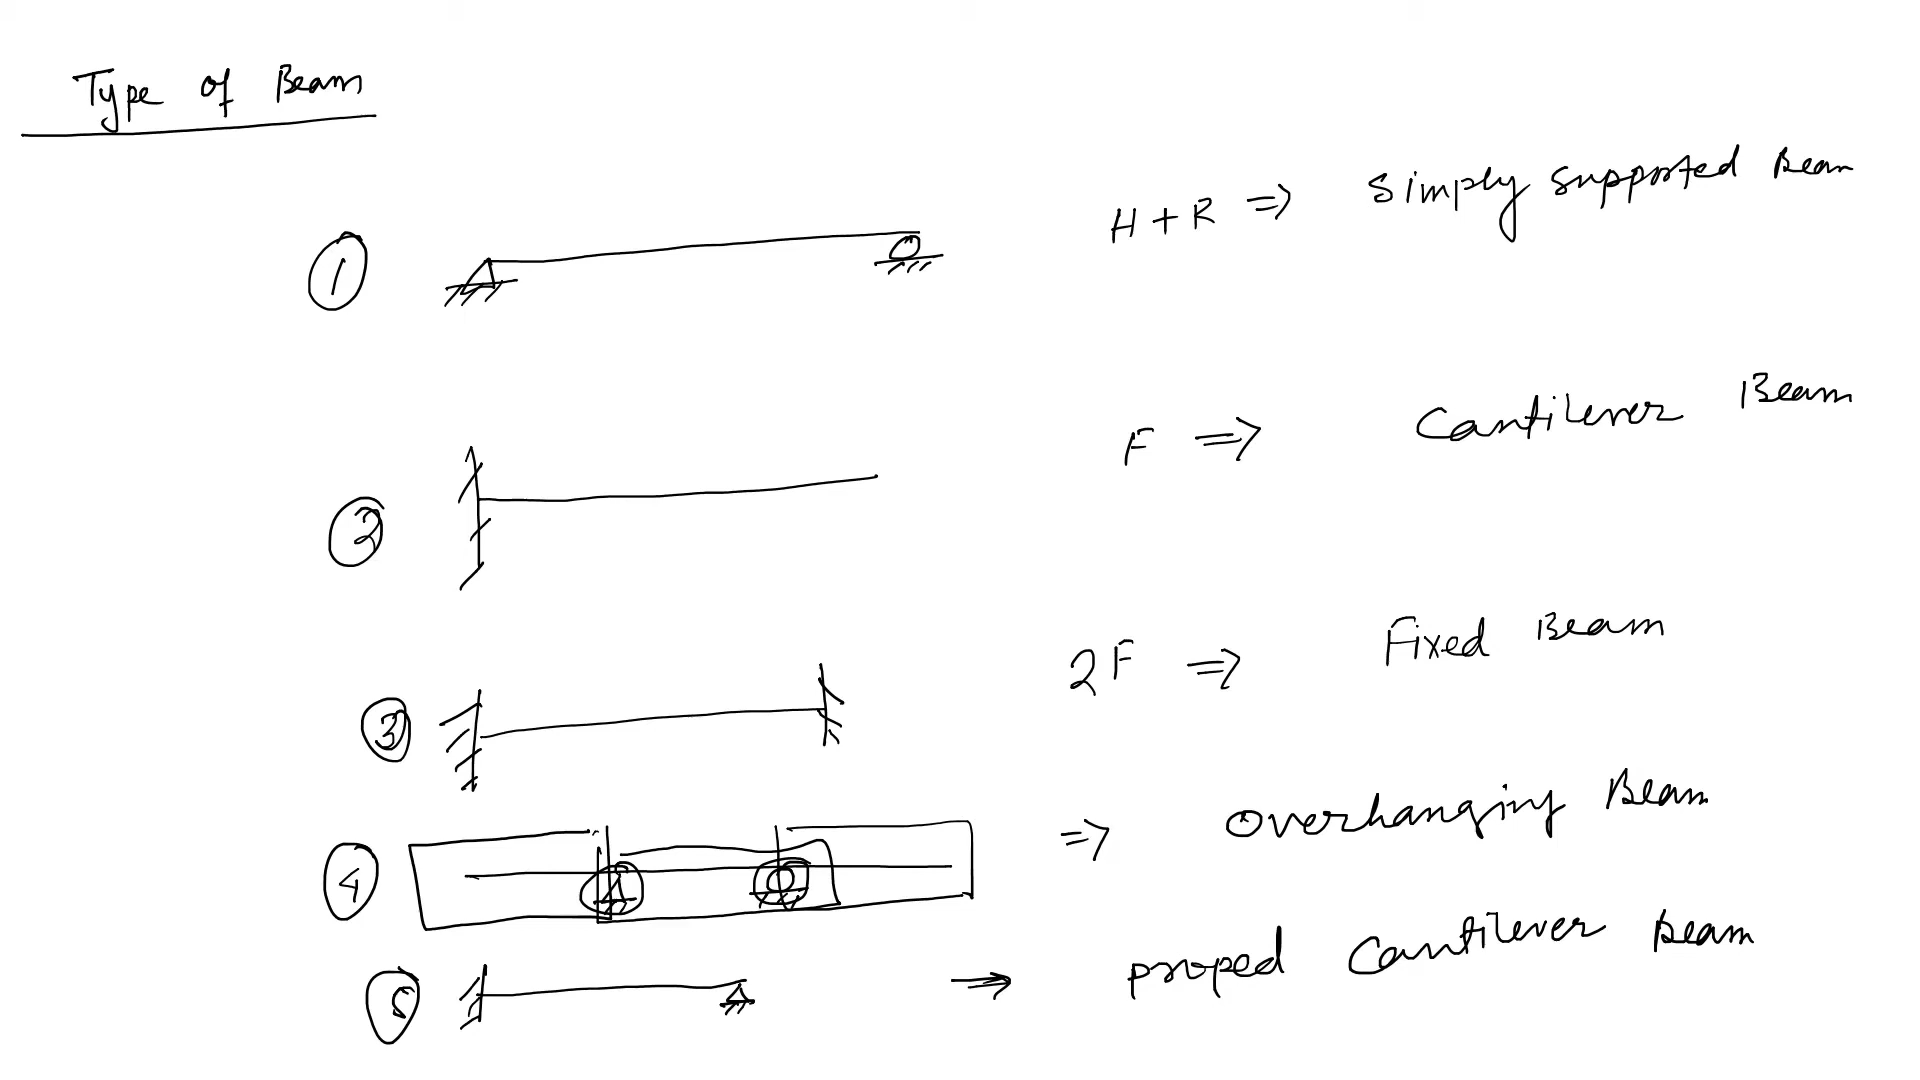 Type of Beam
1 H + R ⇒ Simply supported Beam
2 F ⇒ Cantilever Beam
3 2F ⇒ Fixed Beam
4 ⇒ Overhanging Beam
5 ⇒ proped Cantilever Beam